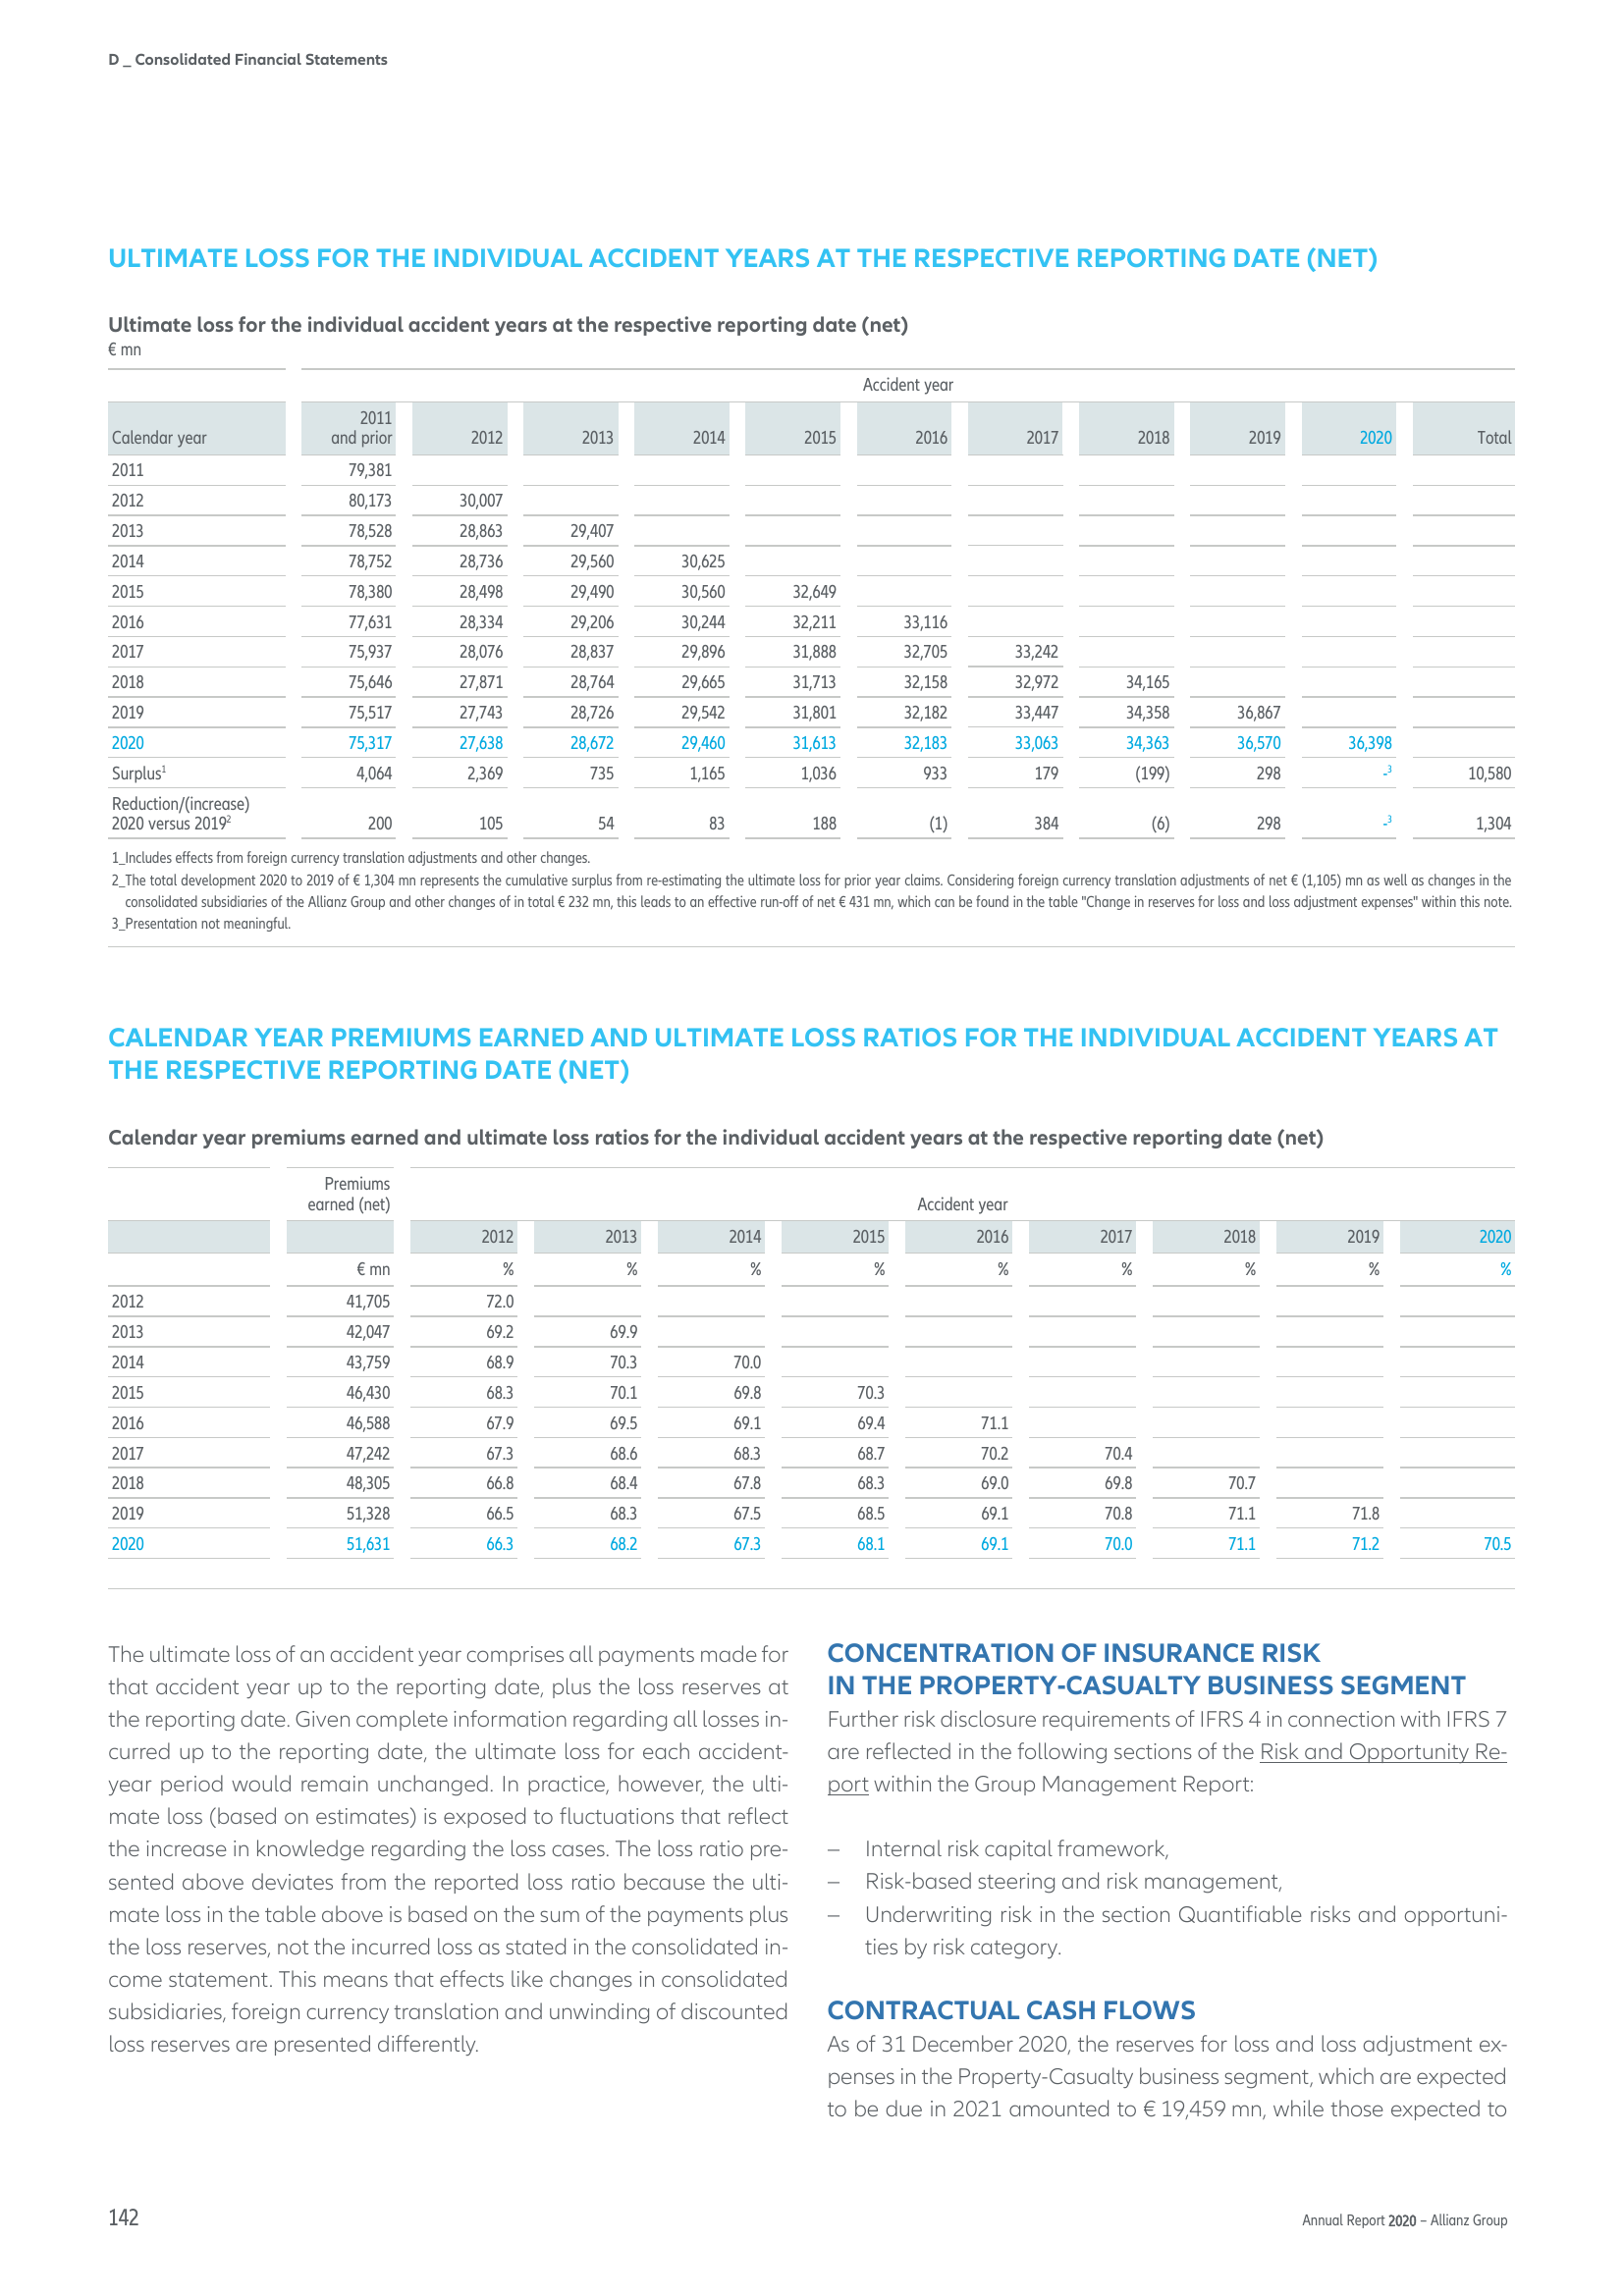 D _ Consolidated Financial Statements
ULTIMATE LOSS FOR THE INDIVIDUAL ACCIDENT YEARS AT THE RESPECTIVE REPORTING DATE (NET)
Ultimate loss for the individual accident years at the respective reporting date (net)
€ mn
Accident year
Calendar year 2011 and prior 2012 2013 2014 2015 2016 2017 2018 2019 2020 Total
2011 79,381
2012 80,173 30,007
2013 78,528 28,863 29,407
2014 78,752 28,736 29,560 30,625
2015 78,380 28,498 29,490 30,560 32,649
2016 77,631 28,334 29,206 30,244 32,211 33,116
2017 75,937 28,076 28,837 29,896 31,888 32,705 33,242
2018 75,646 27,871 28,764 29,665 31,713 32,158 32,972 34,165
2019 75,517 27,743 28,726 29,542 31,801 32,182 33,447 34,358 36,867
2020 75,317 27,638 28,672 29,460 31,613 32,183 33,063 34,363 36,570 36,398
Surplus1 4,064 2,369 735 1,165 1,036 933 179 (199) 298 -3 10,580
Reduction/(increase)
2020 versus 20192 200 105 54 83 188 (1) 384 (6) 298 -3 1,304
1_Includes effects from foreign currency translation adjustments and other changes.
2_The total development 2020 to 2019 of € 1,304 mn represents the cumulative surplus from re-estimating the ultimate loss for prior year claims. Considering foreign currency translation adjustments of net € (1,105) mn as well as changes in the
consolidated subsidiaries of the Allianz Group and other changes of in total € 232 mn, this leads to an effective run-off of net € 431 mn, which can be found in the table "Change in reserves for loss and loss adjustment expenses" within this note.
3_Presentation not meaningful.
CALENDAR YEAR PREMIUMS EARNED AND ULTIMATE LOSS RATIOS FOR THE INDIVIDUAL ACCIDENT YEARS AT
THE RESPECTIVE REPORTING DATE (NET)
Calendar year premiums earned and ultimate loss ratios for the individual accident years at the respective reporting date (net)
Premiums
earned (net) Accident year
2012 2013 2014 2015 2016 2017 2018 2019 2020
€ mn % % % % % % % % %
2012 41,705 72.0
2013 42,047 69.2 69.9
2014 43,759 68.9 70.3 70.0
2015 46,430 68.3 70.1 69.8 70.3
2016 46,588 67.9 69.5 69.1 69.4 71.1
2017 47,242 67.3 68.6 68.3 68.7 70.2 70.4
2018 48,305 66.8 68.4 67.8 68.3 69.0 69.8 70.7
2019 51,328 66.5 68.3 67.5 68.5 69.1 70.8 71.1 71.8
2020 51,631 66.3 68.2 67.3 68.1 69.1 70.0 71.1 71.2 70.5
The ultimate loss of an accident year comprises all payments made for
that accident year up to the reporting date, plus the loss reserves at
the reporting date. Given complete information regarding all losses in-
curred up to the reporting date, the ultimate loss for each accident-
year period would remain unchanged. In practice, however, the ulti-
mate loss (based on estimates) is exposed to fluctuations that reflect
the increase in knowledge regarding the loss cases. The loss ratio pre-
sented above deviates from the reported loss ratio because the ulti-
mate loss in the table above is based on the sum of the payments plus
the loss reserves, not the incurred loss as stated in the consolidated in-
come statement. This means that effects like changes in consolidated
subsidiaries, foreign currency translation and unwinding of discounted
loss reserves are presented differently.
CONCENTRATION OF INSURANCE RISK
IN THE PROPERTY-CASUALTY BUSINESS SEGMENT
Further risk disclosure requirements of IFRS 4 in connection with IFRS 7
are reflected in the following sections of the Risk and Opportunity Re-
port within the Group Management Report:
– Internal risk capital framework,
– Risk-based steering and risk management,
– Underwriting risk in the section Quantifiable risks and opportuni-
ties by risk category.
CONTRACTUAL CASH FLOWS
As of 31 December 2020, the reserves for loss and loss adjustment ex-
penses in the Property-Casualty business segment, which are expected
to be due in 2021 amounted to € 19,459 mn, while those expected to
142
Annual Report 2020 – Allianz Group